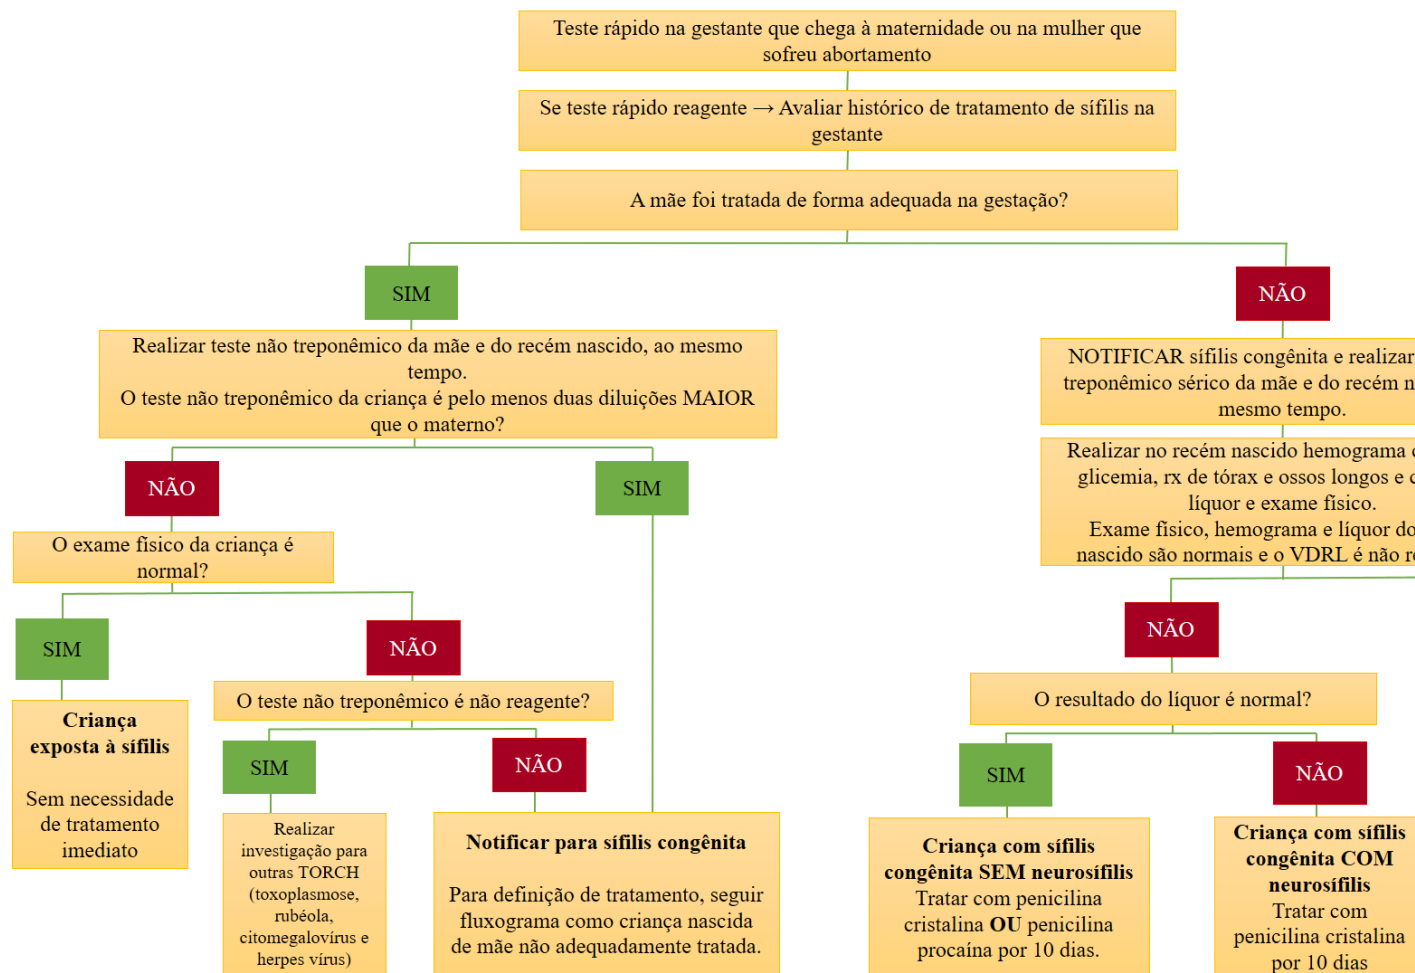 Teste rápido na gestante que chega à maternidade ou na mulher que
sofreu abortamento
Se teste rápido reagente → Avaliar histórico de tratamento de sífilis na
gestante
A mãe foi tratada de forma adequada na gestação?
SIM
NÃO
Realizar teste não treponêmico da mãe e do recém nascido, ao mesmo
tempo.
O teste não treponêmico da criança é pelo menos duas diluições MAIOR
que o materno?
NOTIFICAR sífilis congênita e realizar
treponêmico sérico da mãe e do recém
mesmo tempo.
Realizar no recém nascido hemograma
glicemia, rx de tórax e ossos longos e
líquor e exame físico.
Exame físico, hemograma e líquor do
nascido são normais e o VDRL é não
NÃO
SIM
O exame físico da criança é
normal?
SIM
NÃO
NÃO
O teste não treponêmico é não reagente?
O resultado do líquor é normal?
Criança
exposta à sífilis
Sem necessidade
de tratamento
imediato
SIM
NÃO
SIM
NÃO
Realizar
investigação para
outras TORCH
(toxoplasmose,
rubéola,
citomegalovírus e
herpes vírus)
Notificar para sífilis congênita
Para definição de tratamento, seguir
fluxograma como criança nascida
de mãe não adequadamente tratada.
Criança com sífilis
congênita SEM neurosífilis
Tratar com penicilina
cristalina OU penicilina
procaína por 10 dias.
Criança com sífilis
congênita COM
neurosífilis
Tratar com
penicilina cristalina
por 10 dias